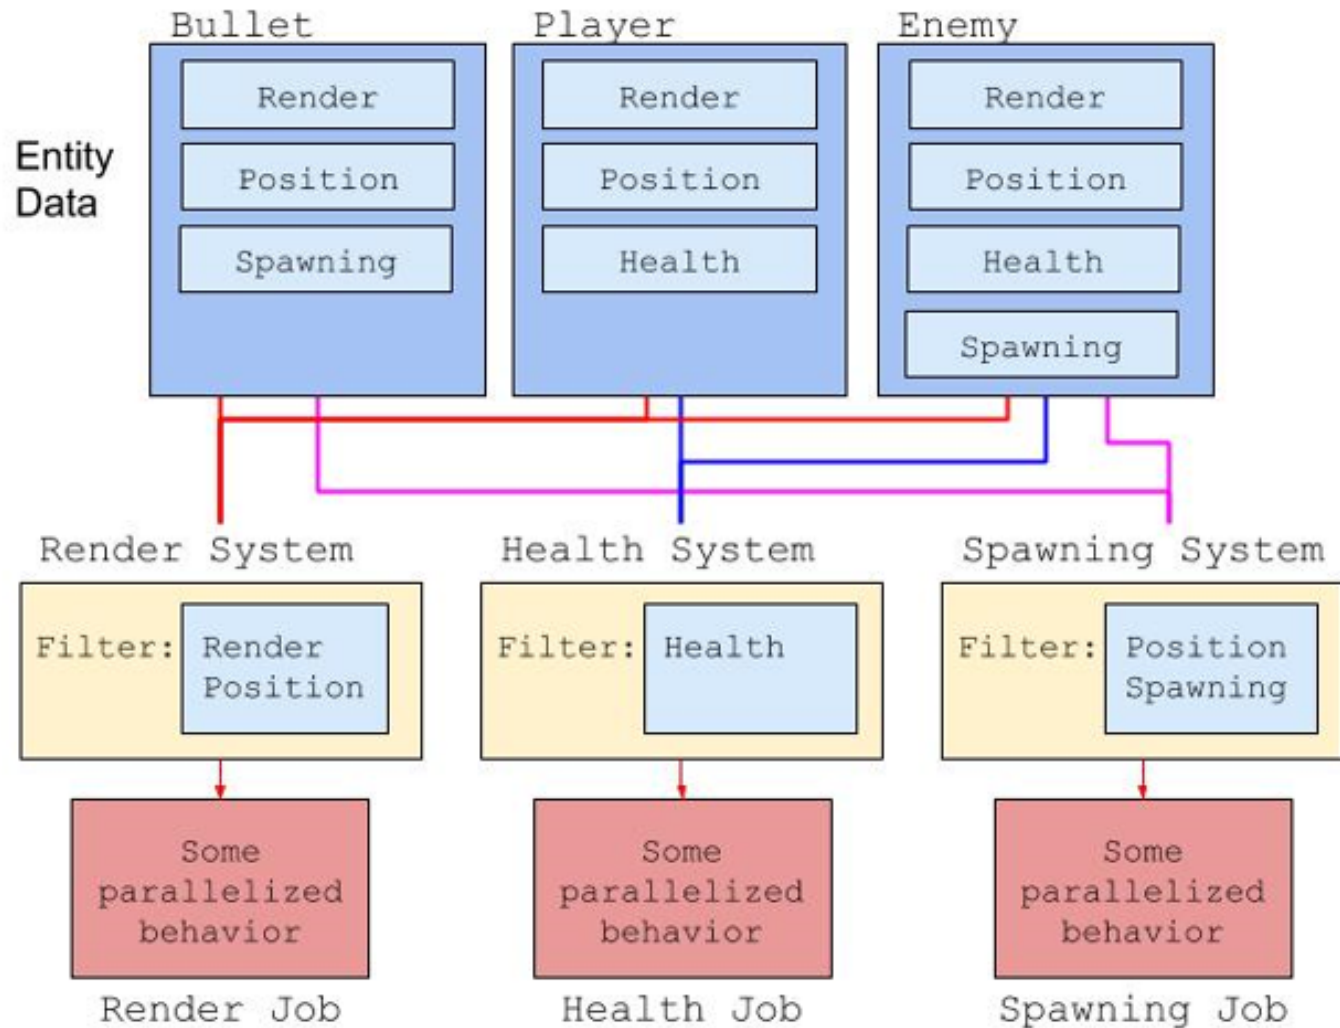 Bullet
Player
Enemy
Entity
Data
Render
Position
Spawning
Render
Position
Health
Render
Position
Health
Spawning
Render System
Health System
Spawning System
Filter:
Render
Position
Filter:
Health
Filter:
Position
Spawning
Some
parallelized
behavior
Some
parallelized
behavior
Some
parallelized
behavior
Render Job
Health Job
Spawning Job